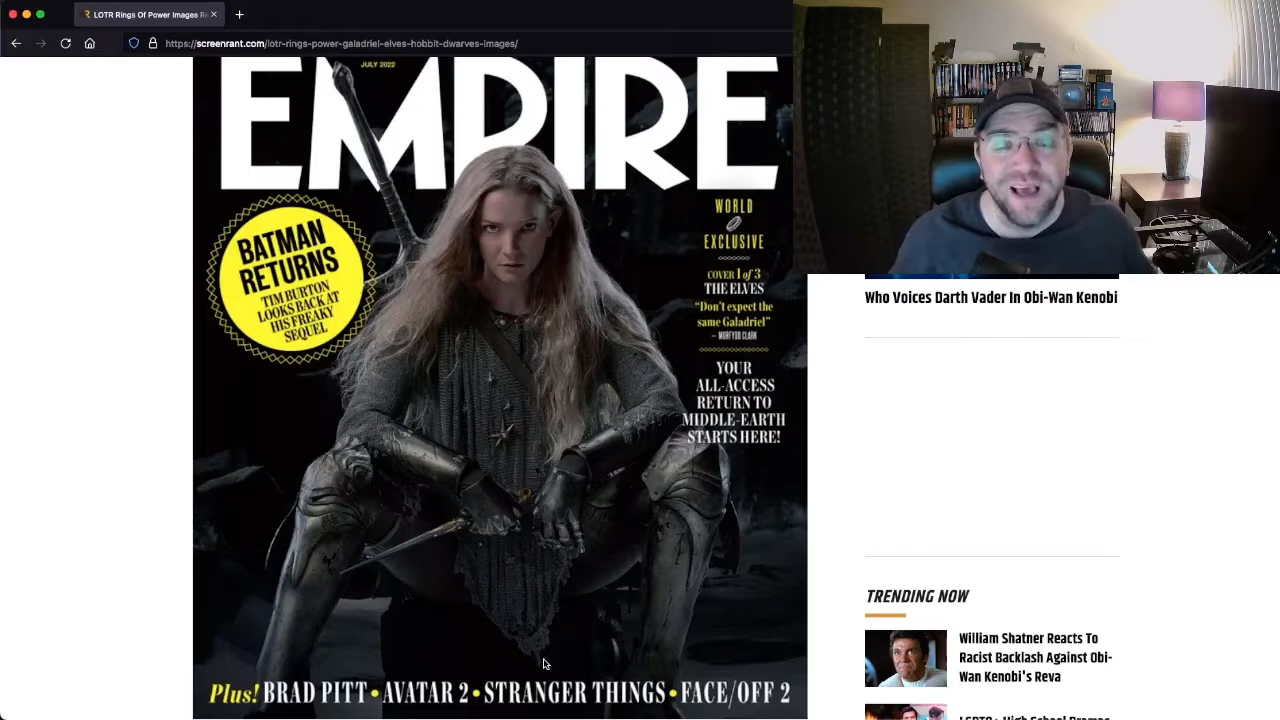 LOTR Rings Of Power Images Re
https://screenrant.com/lotr-rings-power-galadriel-elves-hobbit-dwarves-images/
JULY 2022
EMPIRE
BATMAN
RETURNS
TIM BURTON
LOOKS BACK AT
HIS FREAKY
SEQUEL
WORLD
EXCLUSIVE
COVER 1 of 3
THE ELVES
“Don’t expect the
same Galadriel”
– MORFYDD CLARK
YOUR
ALL-ACCESS
RETURN TO
MIDDLE-EARTH
STARTS HERE!
Plus! BRAD PITT • AVATAR 2 • STRANGER THINGS • FACE/OFF 2
Who Voices Darth Vader In Obi-Wan Kenobi
TRENDING NOW
William Shatner Reacts To
Racist Backlash Against Obi-
Wan Kenobi's Reva